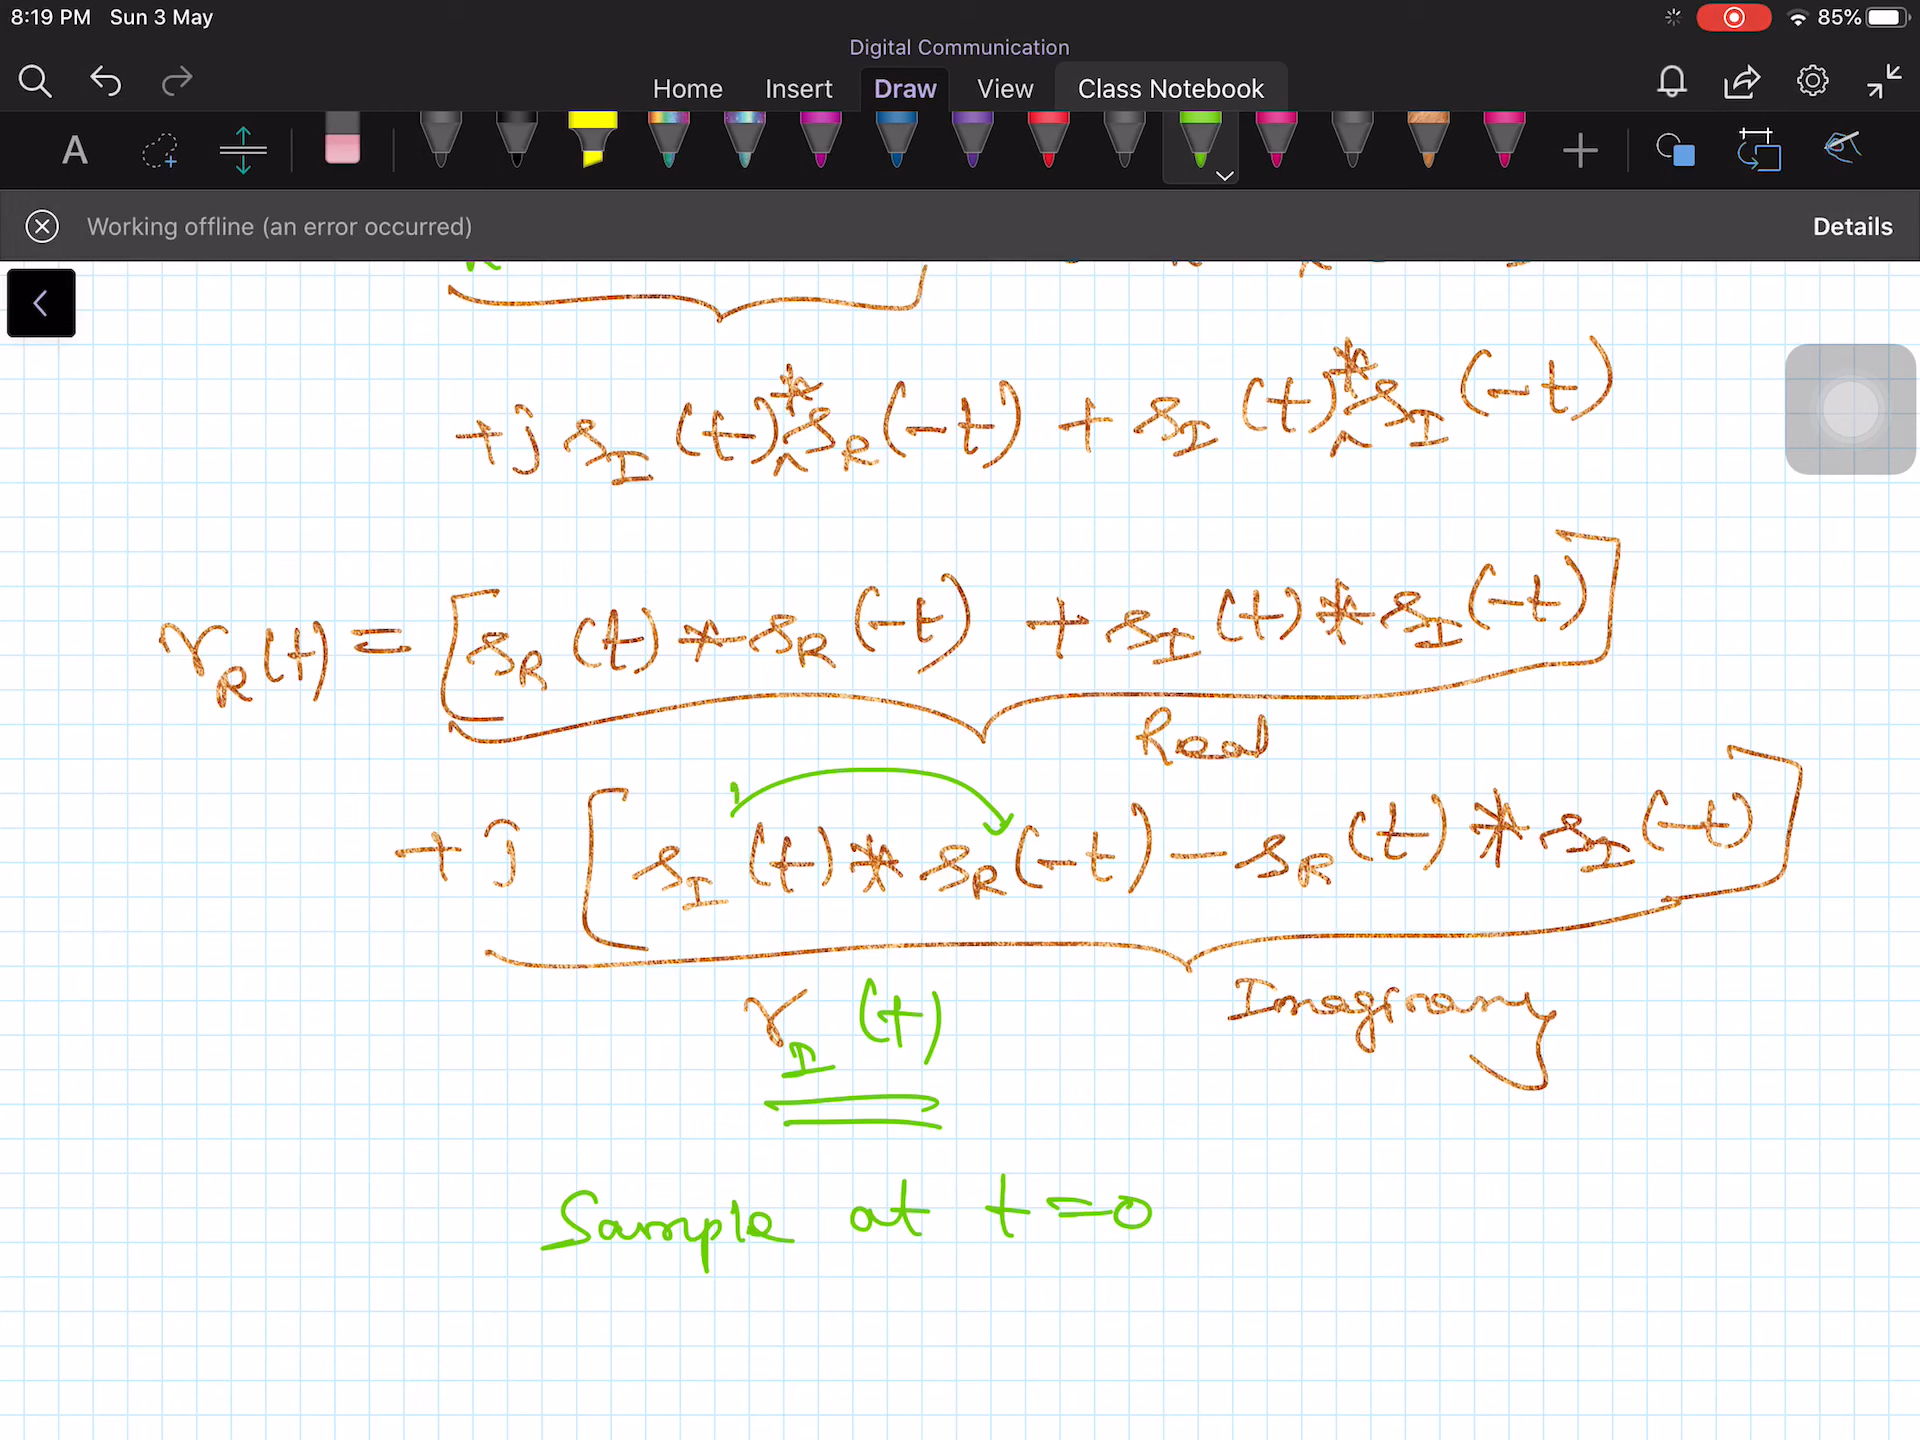 8:19 PM Sun 3 May 85%
Digital Communication
Home Insert Draw View Class Notebook
A
Working offline (an error occurred) Details
+j s_I (t) * s_R (-t) + s_I (t) * s_I (-t)
r_R(t) = [s_R (t) * s_R (-t) + s_I (t) * s_I (-t)]
Real
+j [s_I (t) * s_R (-t) - s_R (t) * s_I (-t)]
r_I (t) Imaginary
Sample at t=0